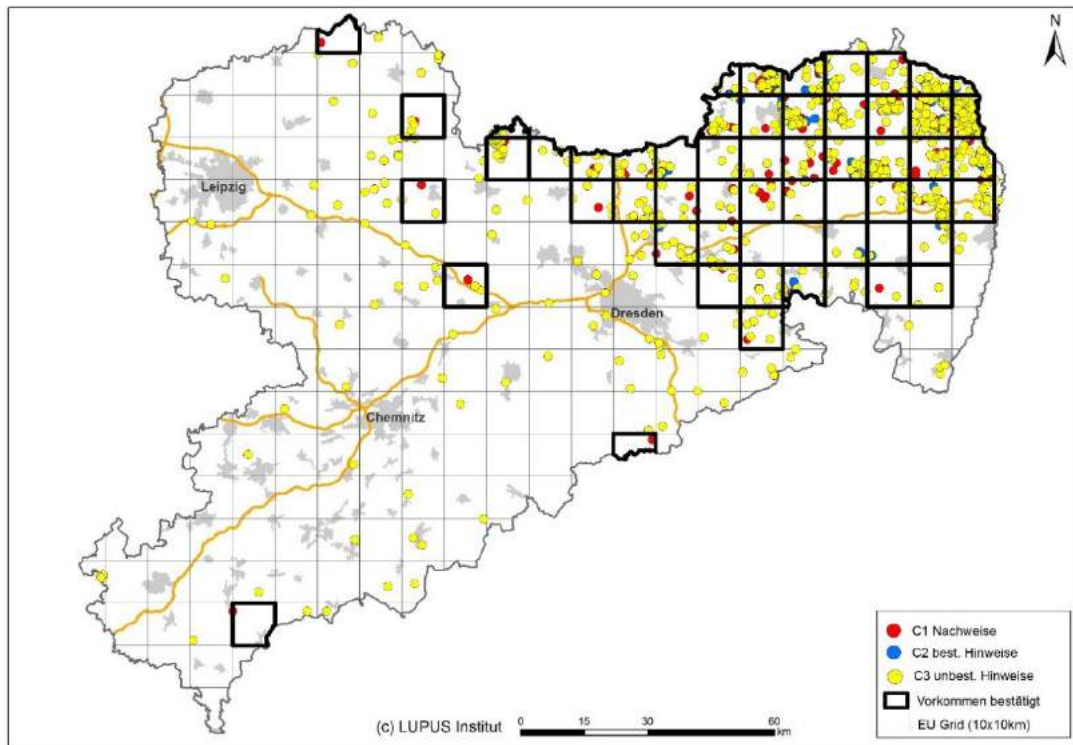 N
Leipzig
Dresden
Chemnitz
C1 Nachweise
C2 best. Hinweise
C3 unbest. Hinweise
Vorkommen bestätigt
EU Grid (10x10km)
(c) LUPUS Institut
0 15 30 60
km